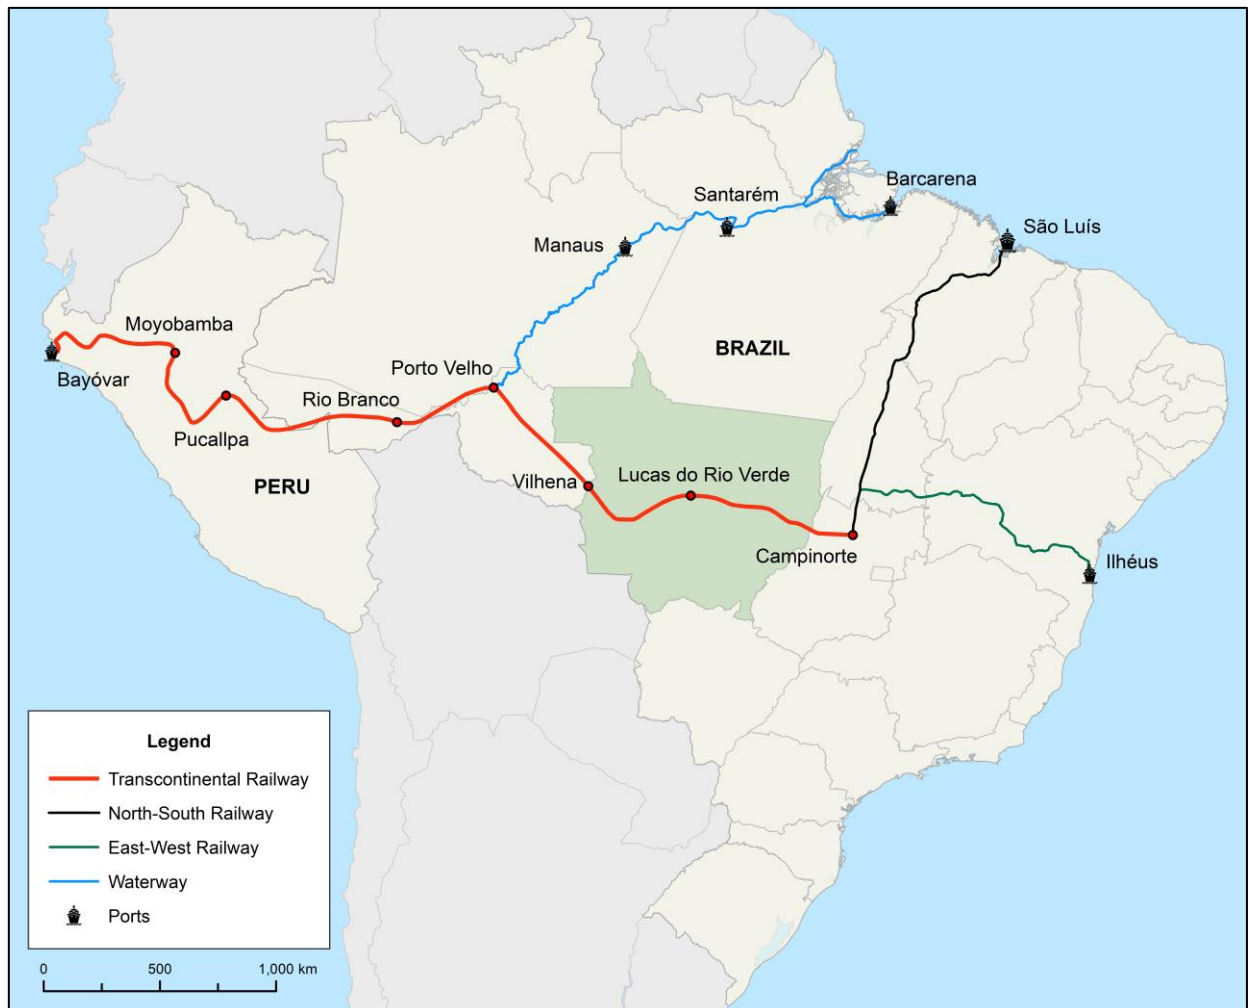 Barcarena
Santarém
São Luís
Manaus
Moyobamba
BRAZIL
Porto Velho
Bayóvar
Rio Branco
Pucallpa
Lucas do Rio Verde
Vilhena
PERU
Campinorte
Ilhéus
Legend
Transcontinental Railway
North-South Railway
East-West Railway
Waterway
Ports
0 500 1,000 km